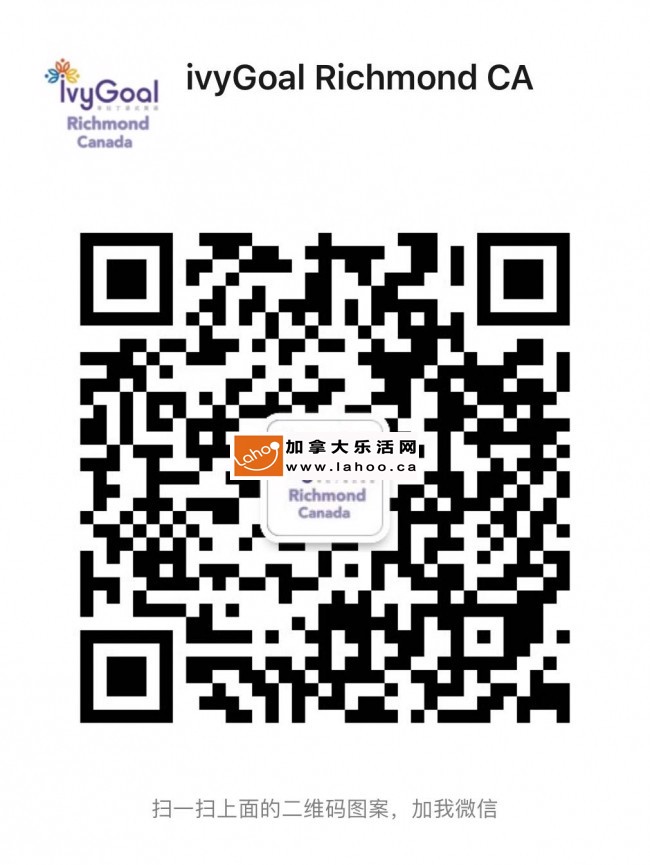 ivyGoal
Richmond
Canada
ivyGoal Richmond CA
Lahoo
加拿大乐活网
www.lahoo.ca
Richmond
Canada
扫一扫上面的二维码图案，加我微信